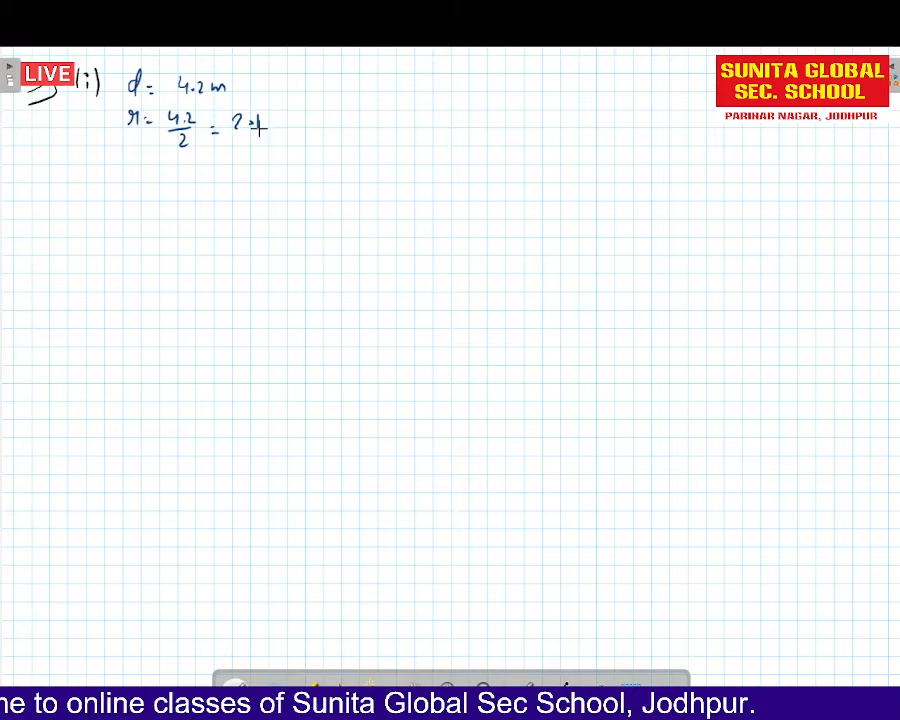 LIVE
(i) d = 4.2 m
r = 4.2/2 = 2.1
SUNITA GLOBAL
SEC. SCHOOL
PARIHAR NAGAR, JODHPUR
me to online classes of Sunita Global Sec School, Jodhpur.